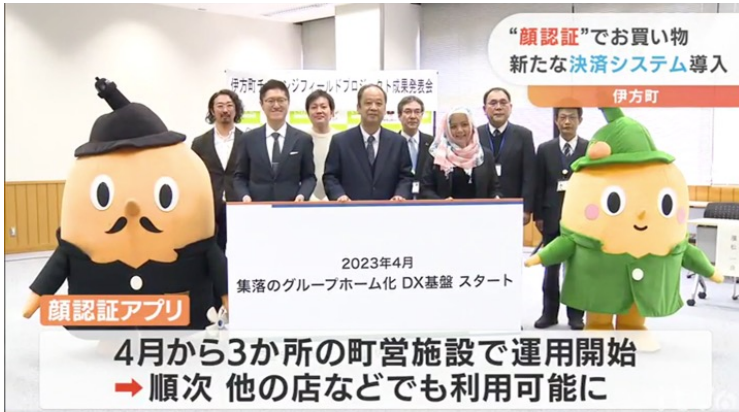 “顔認証”でお買い物
新たな決済システム導入
伊方町
伊方町チャレンジフィールドプロジェクト成果発表会
2023年4月
集落のグループホーム化 DX基盤 スタート
顔認証アプリ
4月から3か所の町営施設で運用開始
➡順次 他の店などでも利用可能に